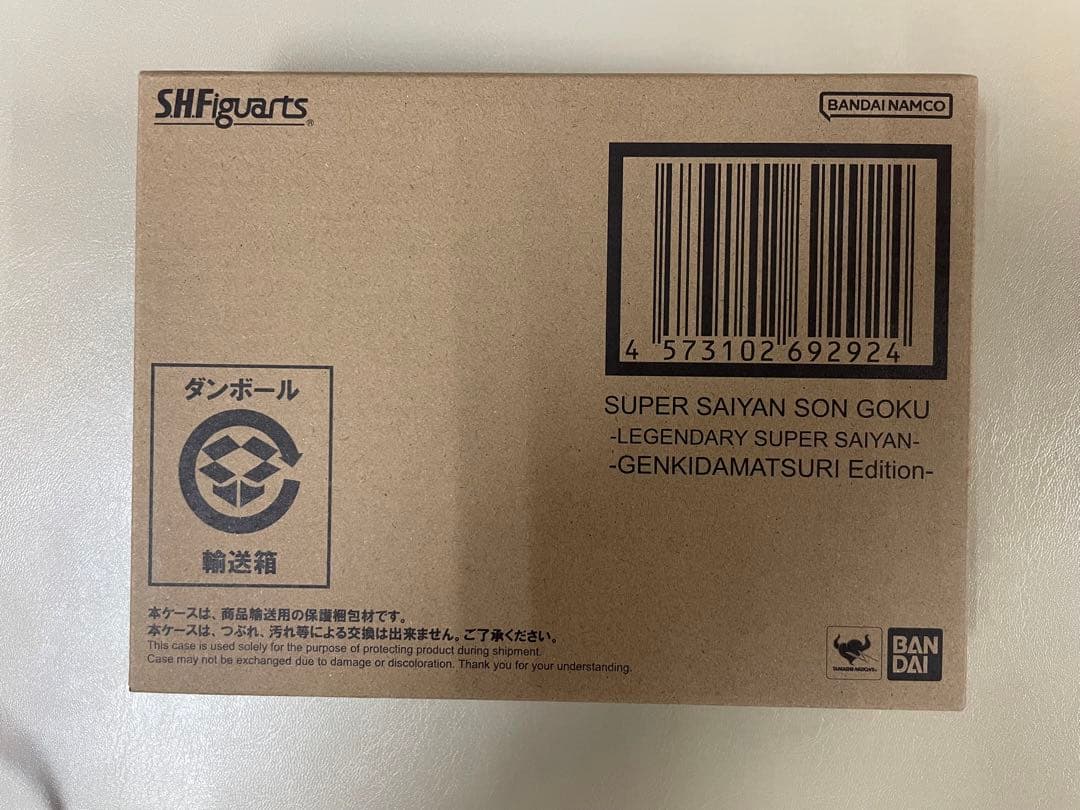 S.H.Figuarts®
BANDAI NAMCO
4 573102 692924
SUPER SAIYAN SON GOKU
-LEGENDARY SUPER SAIYAN-
-GENKIDAMATSURI Edition-
ダンボール
輸送箱
本ケースは、商品輸送用の保護梱包材です。
本ケースは、つぶれ、汚れ等による交換は出来ません。ご了承ください。
This case is used solely for the purpose of protecting product during shipment.
Case may not be exchanged due to damage or discoloration. Thank you for your understanding.
TAMASHII NATIONS
BAN
DAI